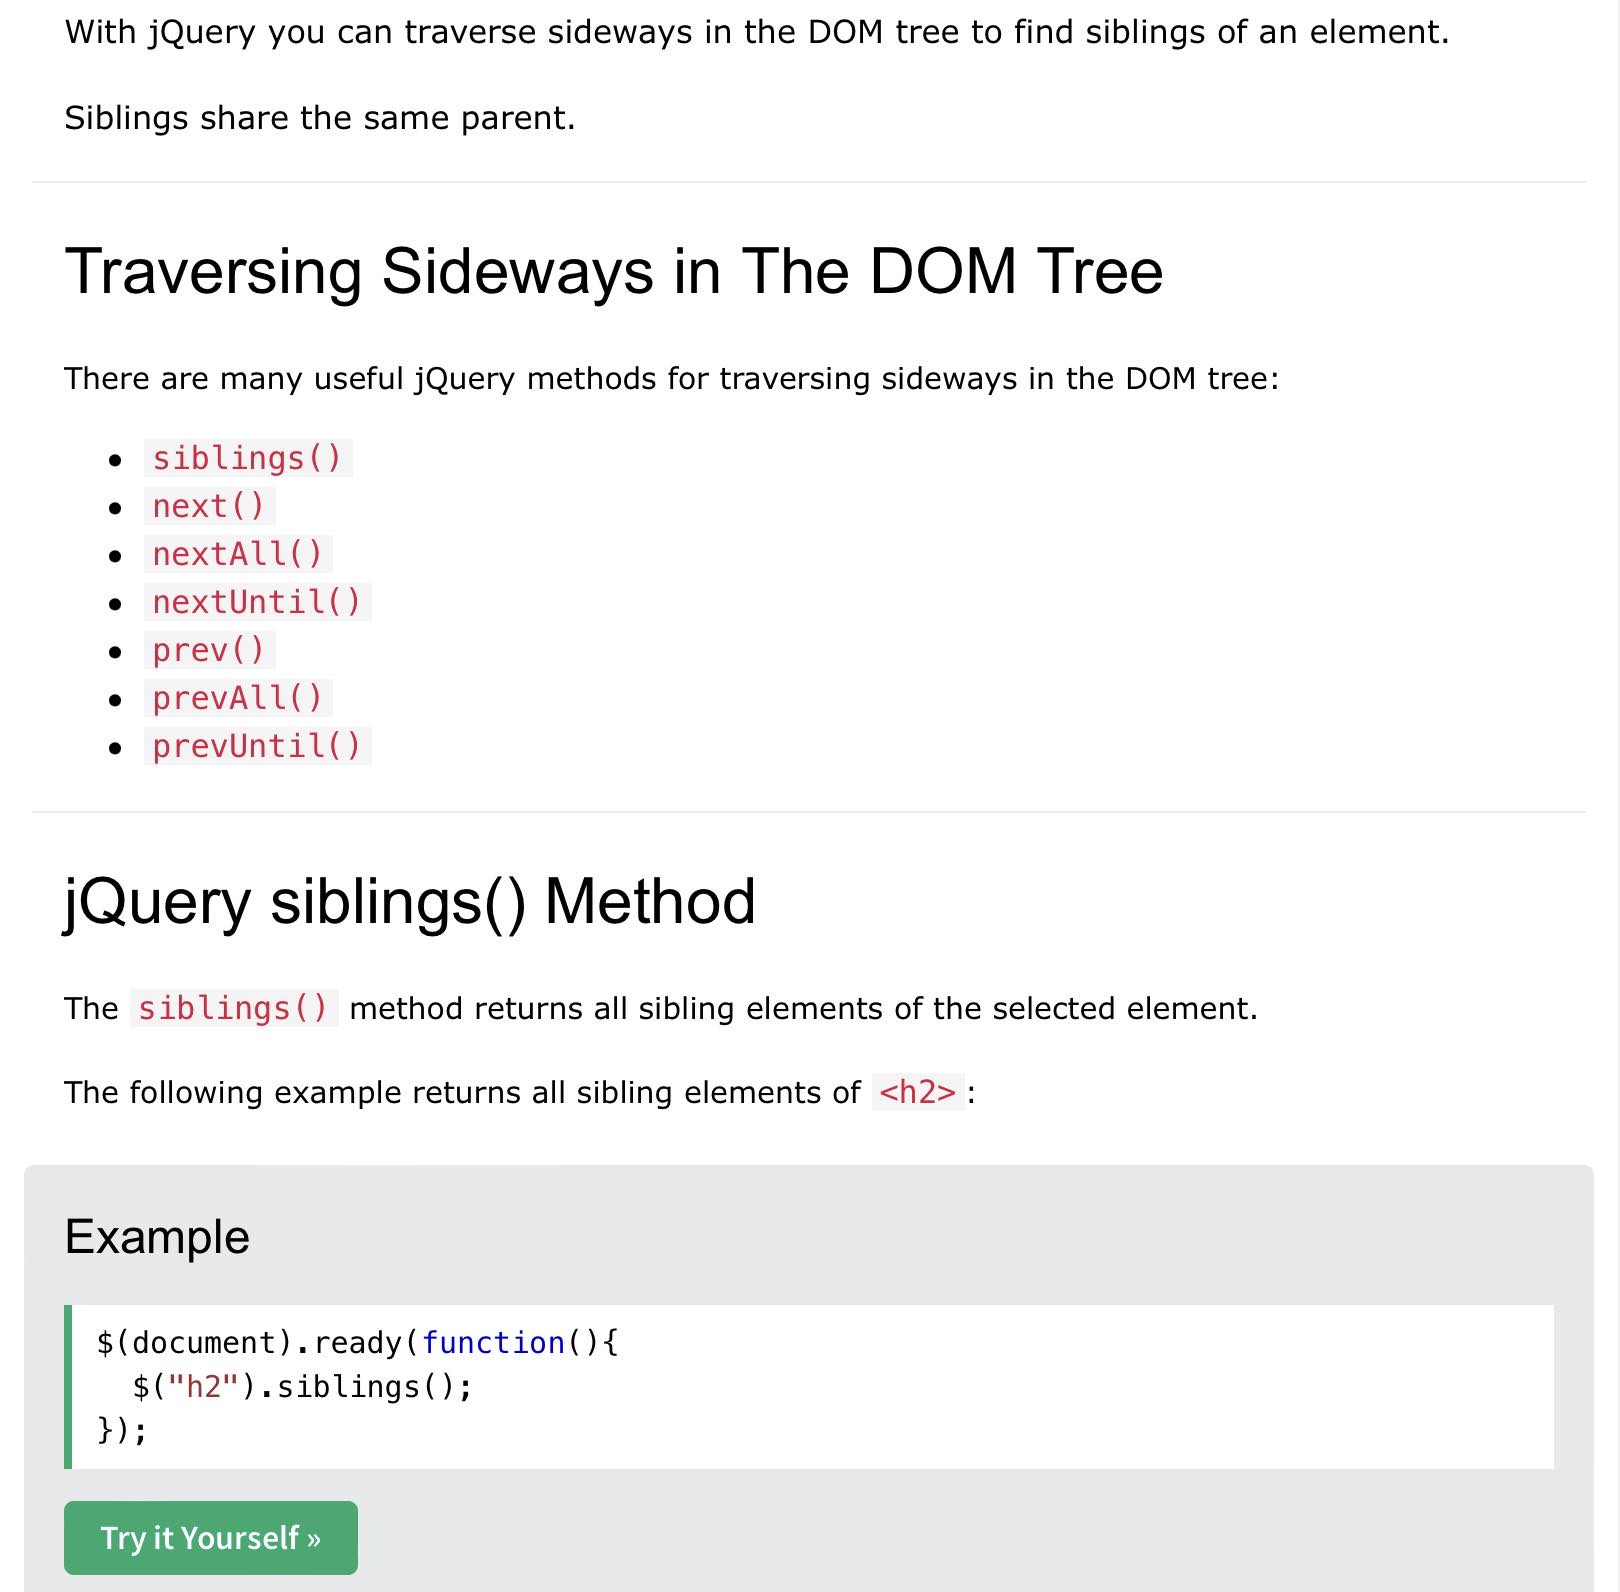 With jQuery you can traverse sideways in the DOM tree to find siblings of an element.
Siblings share the same parent.
Traversing Sideways in The DOM Tree
There are many useful jQuery methods for traversing sideways in the DOM tree:
• siblings()
• next()
• nextAll()
• nextUntil()
• prev()
• prevAll()
• prevUntil()
jQuery siblings() Method
The siblings() method returns all sibling elements of the selected element.
The following example returns all sibling elements of <h2>:
Example
$(document).ready(function(){
  $("h2").siblings();
});
Try it Yourself »